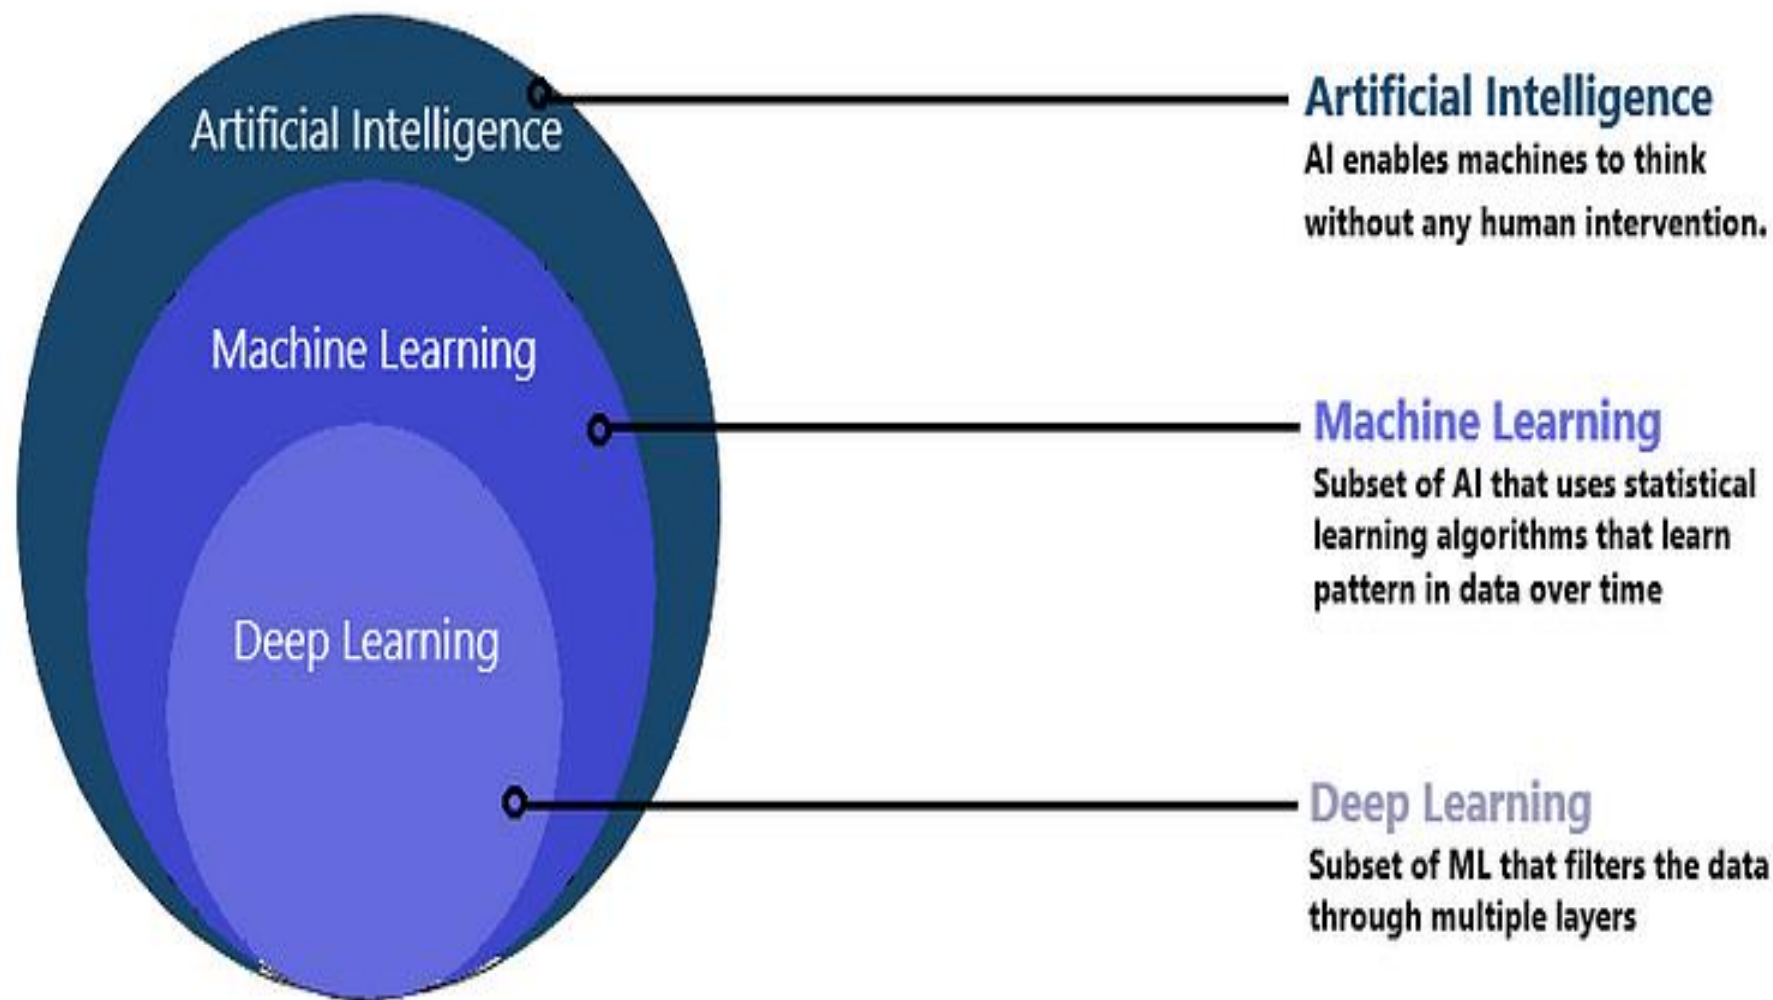 Artificial Intelligence
Machine Learning
Deep Learning
Artificial Intelligence
AI enables machines to think
without any human intervention.
Machine Learning
Subset of AI that uses statistical
learning algorithms that learn
pattern in data over time
Deep Learning
Subset of ML that filters the data
through multiple layers